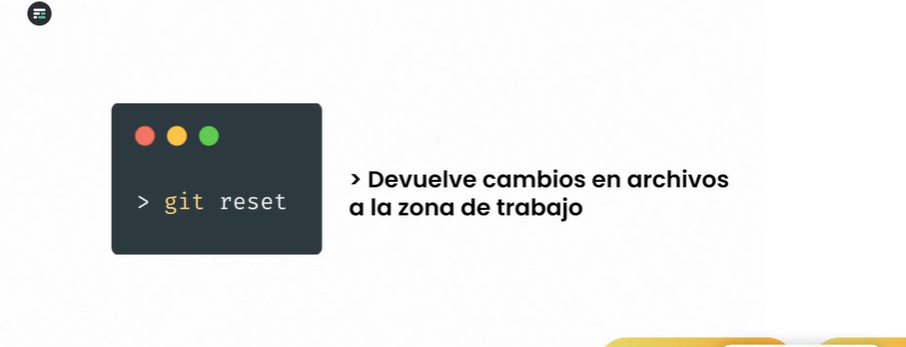 > git reset
> Devuelve cambios en archivos
a la zona de trabajo